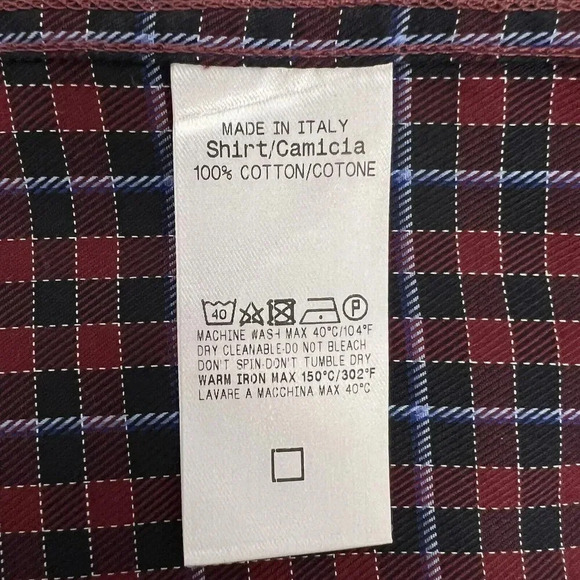 MADE IN ITALY
Shirt/Camicia
100% COTTON/COTONE
40 P
MACHINE WASH MAX 40°C/104°F
DRY CLEANABLE-DO NOT BLEACH
DON'T SPIN-DON'T TUMBLE DRY
WARM IRON MAX 150°C/302°F
LAVARE A MACCHINA MAX 40°C